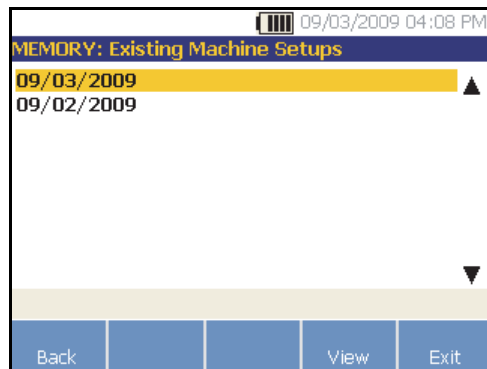 09/03/2009 04:08 PM
MEMORY: Existing Machine Setups
09/03/2009
09/02/2009
Back View Exit